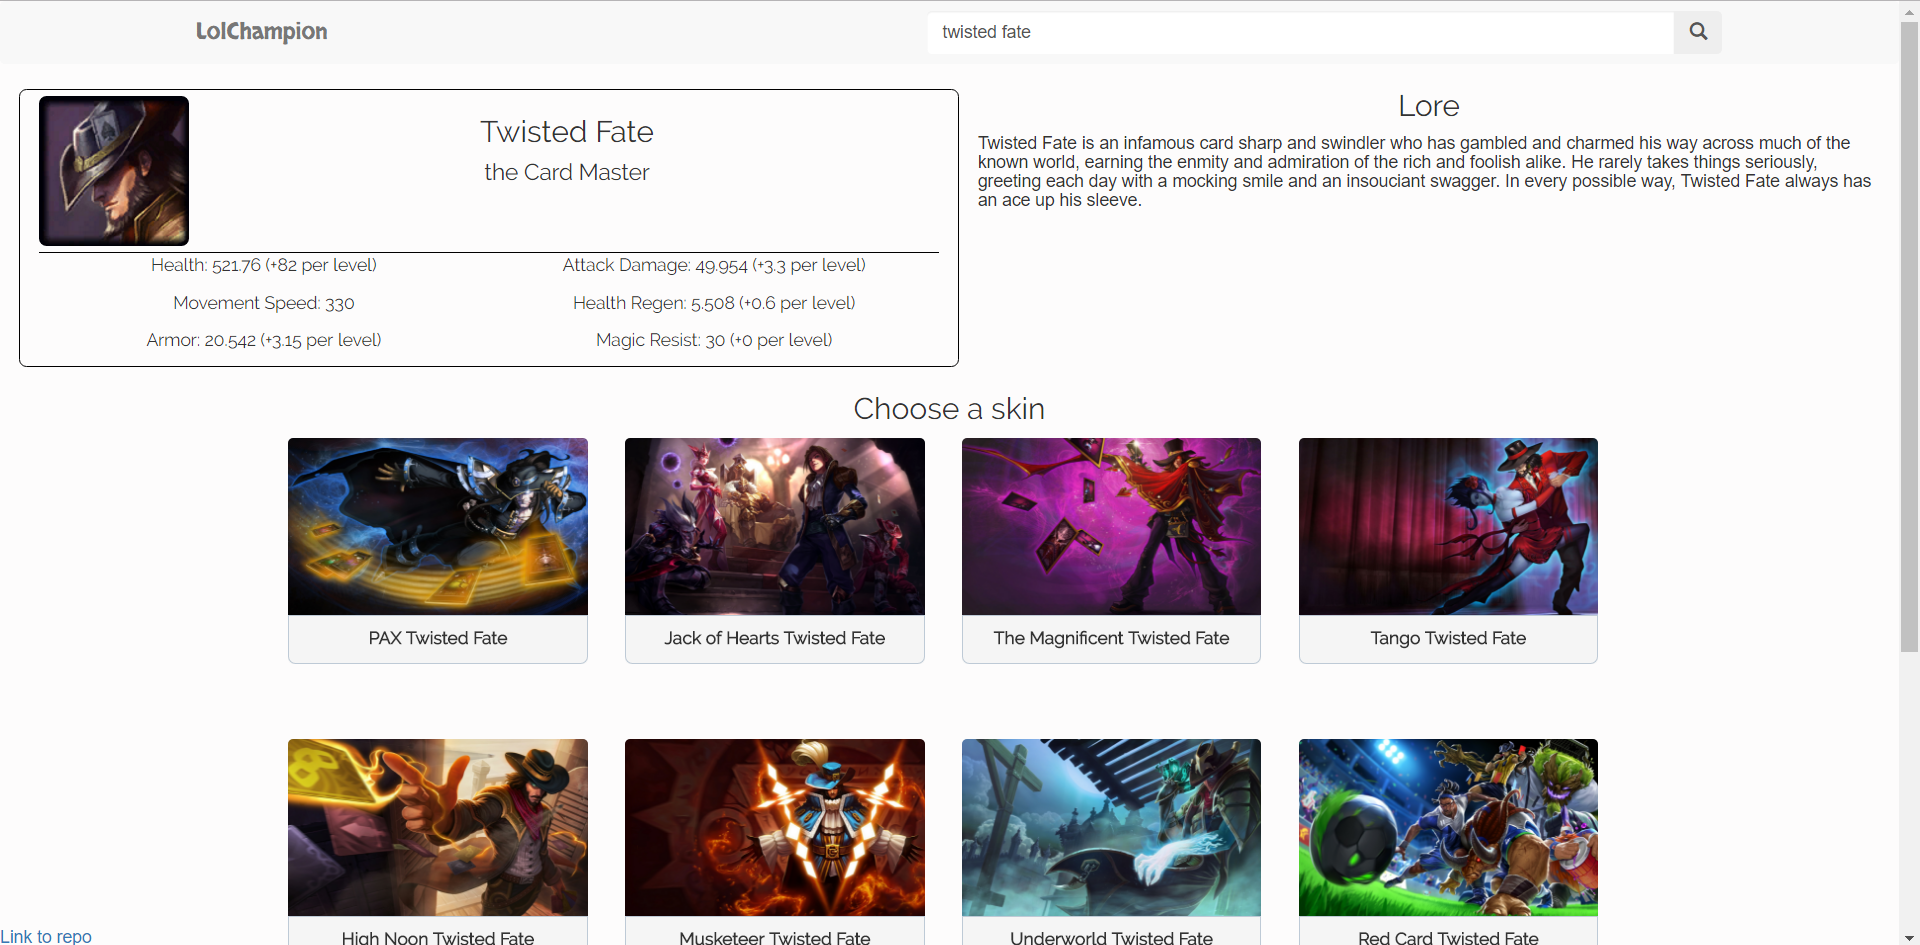 LolChampion
twisted fate
Twisted Fate
the Card Master
Health: 521.76 (+82 per level)
Attack Damage: 49.954 (+3.3 per level)
Movement Speed: 330
Health Regen: 5.508 (+0.6 per level)
Armor: 20.542 (+3.15 per level)
Magic Resist: 30 (+0 per level)
Lore
Twisted Fate is an infamous card sharp and swindler who has gambled and charmed his way across much of the
known world, earning the enmity and admiration of the rich and foolish alike. He rarely takes things seriously,
greeting each day with a mocking smile and an insouciant swagger. In every possible way, Twisted Fate always has
an ace up his sleeve.
Choose a skin
PAX Twisted Fate
Jack of Hearts Twisted Fate
The Magnificent Twisted Fate
Tango Twisted Fate
High Noon Twisted Fate
Musketeer Twisted Fate
Underworld Twisted Fate
Red Card Twisted Fate
Link to repo